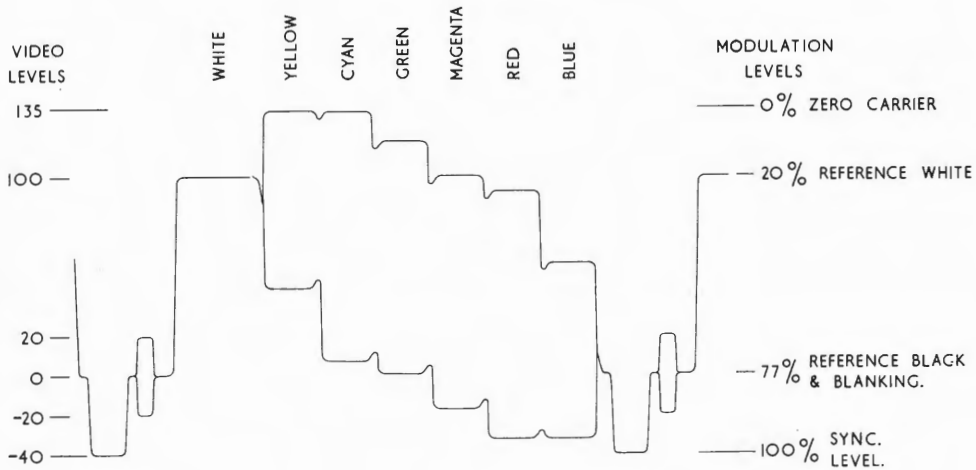 VIDEO
LEVELS
135
100
20
0
-20
-40
WHITE
YELLOW
CYAN
GREEN
MAGENTA
RED
BLUE
MODULATION
LEVELS
0% ZERO CARRIER
20% REFERENCE WHITE
77% REFERENCE BLACK
& BLANKING.
100% SYNC.
LEVEL.